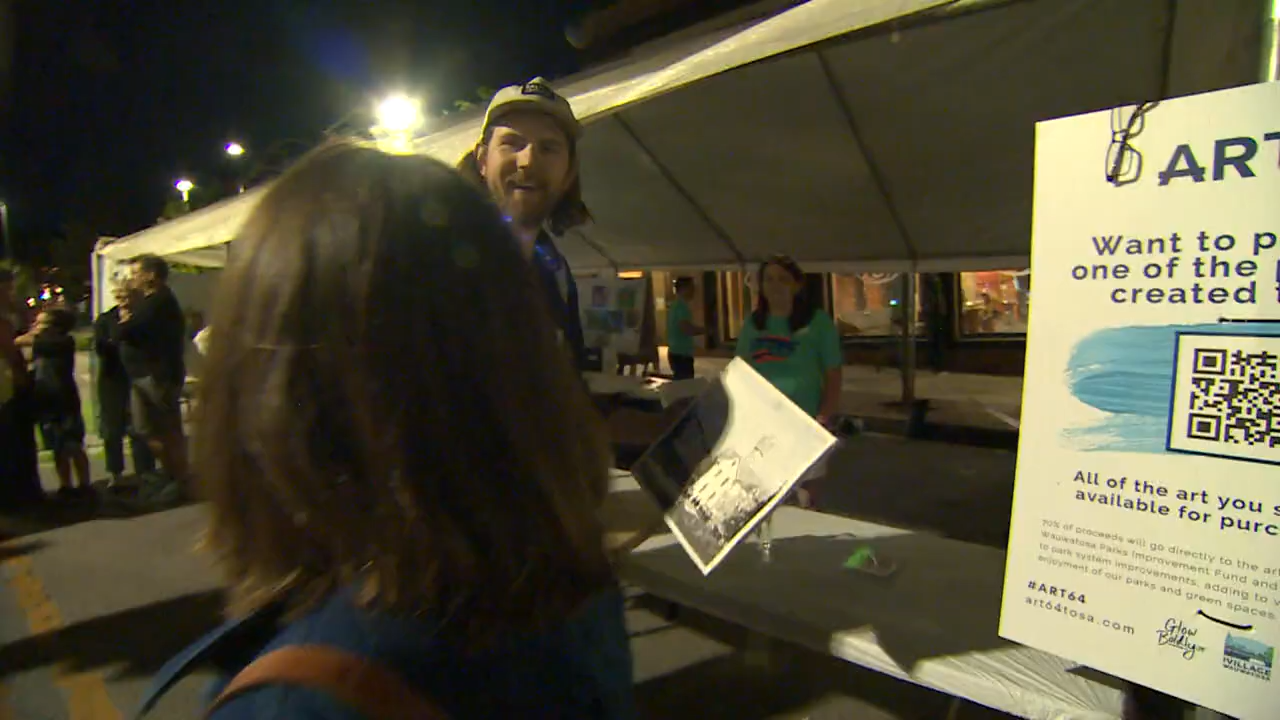 ART
Want to p
one of the
created
All of the art you s
available for purc
70% of proceeds will go directly to the ar
Wauwatosa Parks Improvement Fund and
to park system improvements, adding to
enjoyment of our parks and green spaces
#ART64
art64tosa.com
Glow
Boldly
VILLAGE
WAUWATOSA